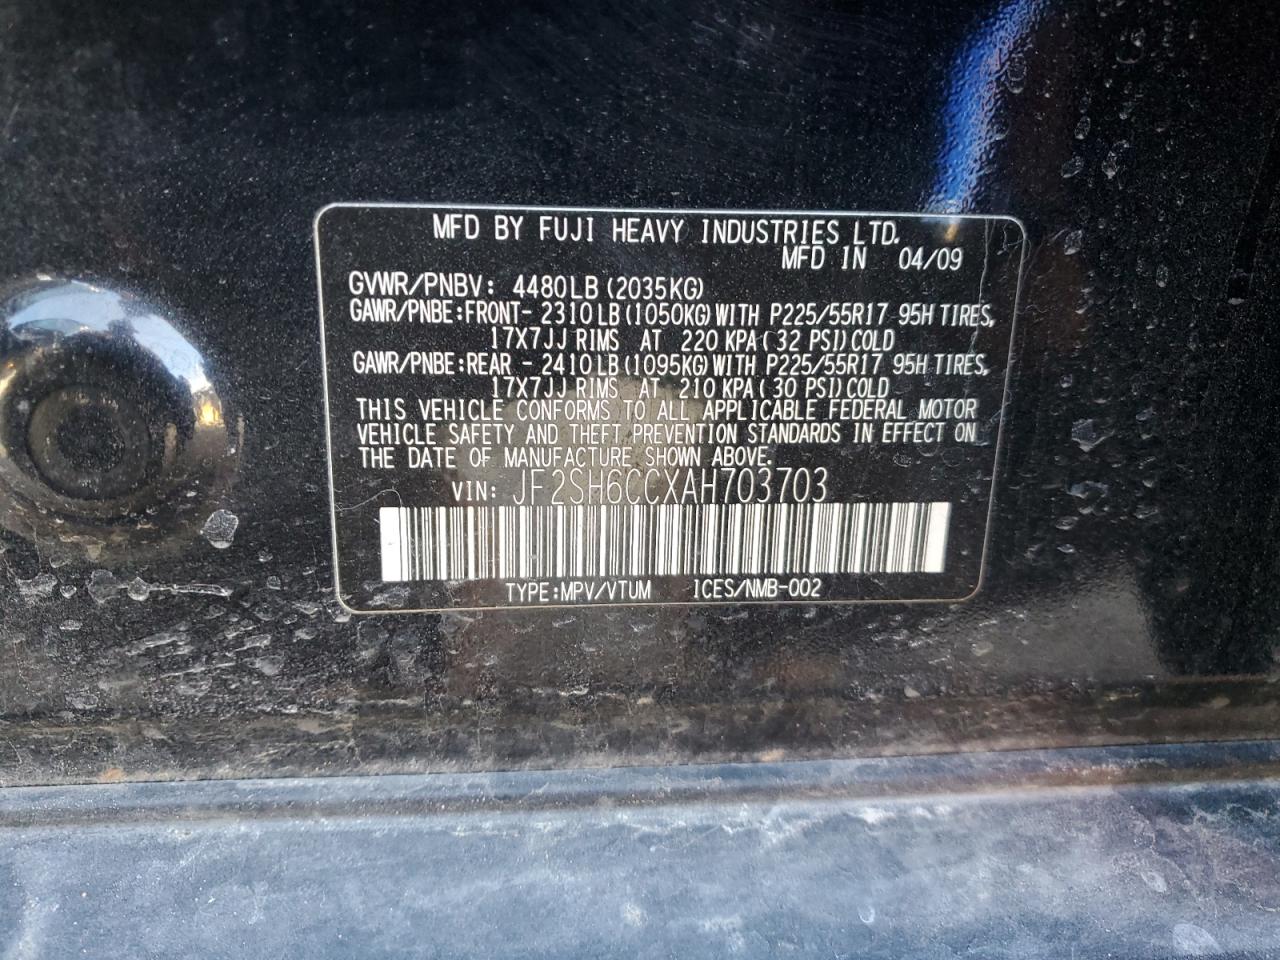 MFD BY FUJI HEAVY INDUSTRIES LTD.
MFD IN 04/09
GVWR/PNBV: 4480LB (2035KG)
GAWR/PNBE:FRONT- 2310LB (1050KG) WITH P225/55R17 95H TIRES,
17X7JJ RIMS AT 220 KPA (32 PSI) COLD
GAWR/PNBE:REAR - 2410LB (1095KG) WITH P225/55R17 95H TIRES,
17X7JJ RIMS AT 210 KPA (30 PSI) COLD
THIS VEHICLE CONFORMS TO ALL APPLICABLE FEDERAL MOTOR
VEHICLE SAFETY AND THEFT PREVENTION STANDARDS IN EFFECT ON
THE DATE OF MANUFACTURE SHOWN ABOVE.
VIN: JF2SH6CCXAH703703
TYPE:MPV/VTUM ICES/NMB-002